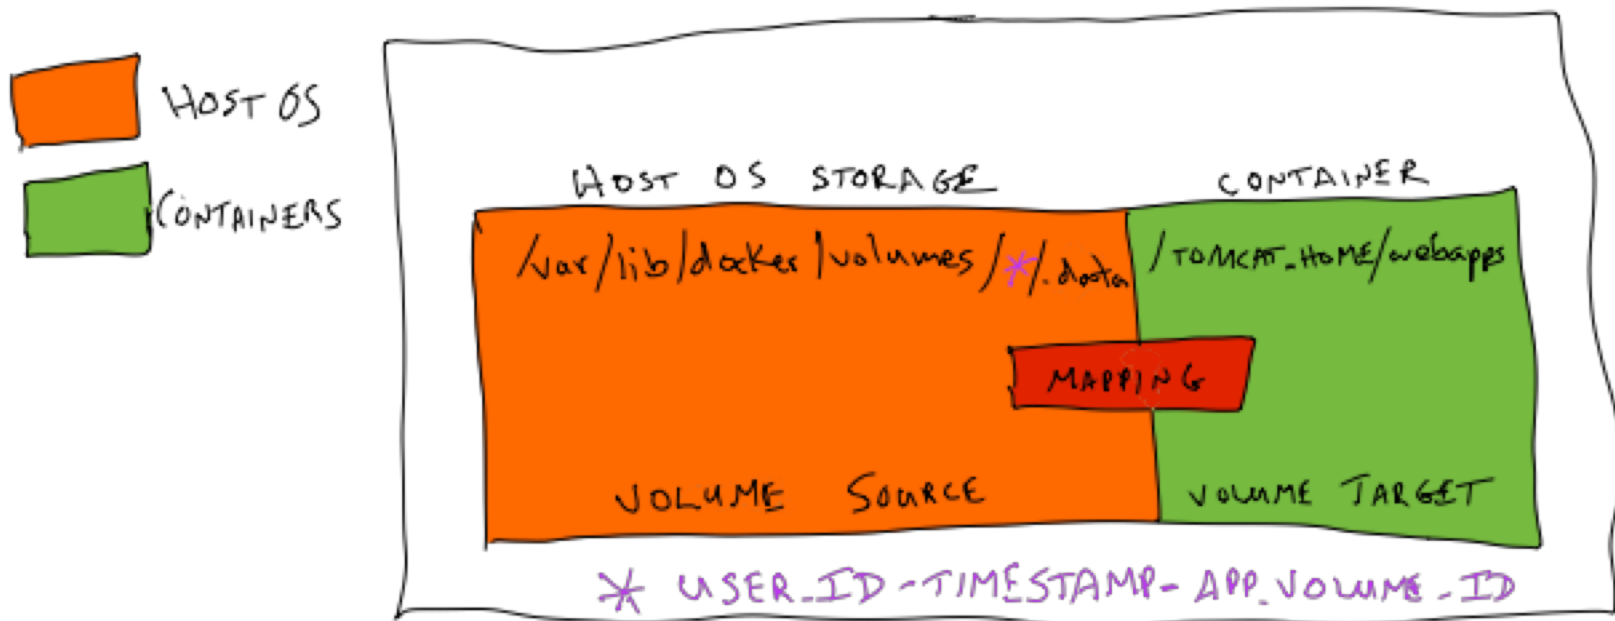 HOST OS
CONTAINERS
HOST OS STORAGE
CONTAINER
/var/lib/docker/volumes/*/.data
/TOMCAT_HOME/webapps
MAPPING
VOLUME SOURCE
VOLUME TARGET
* USER_ID-TIMESTAMP-APP_VOLUME_ID